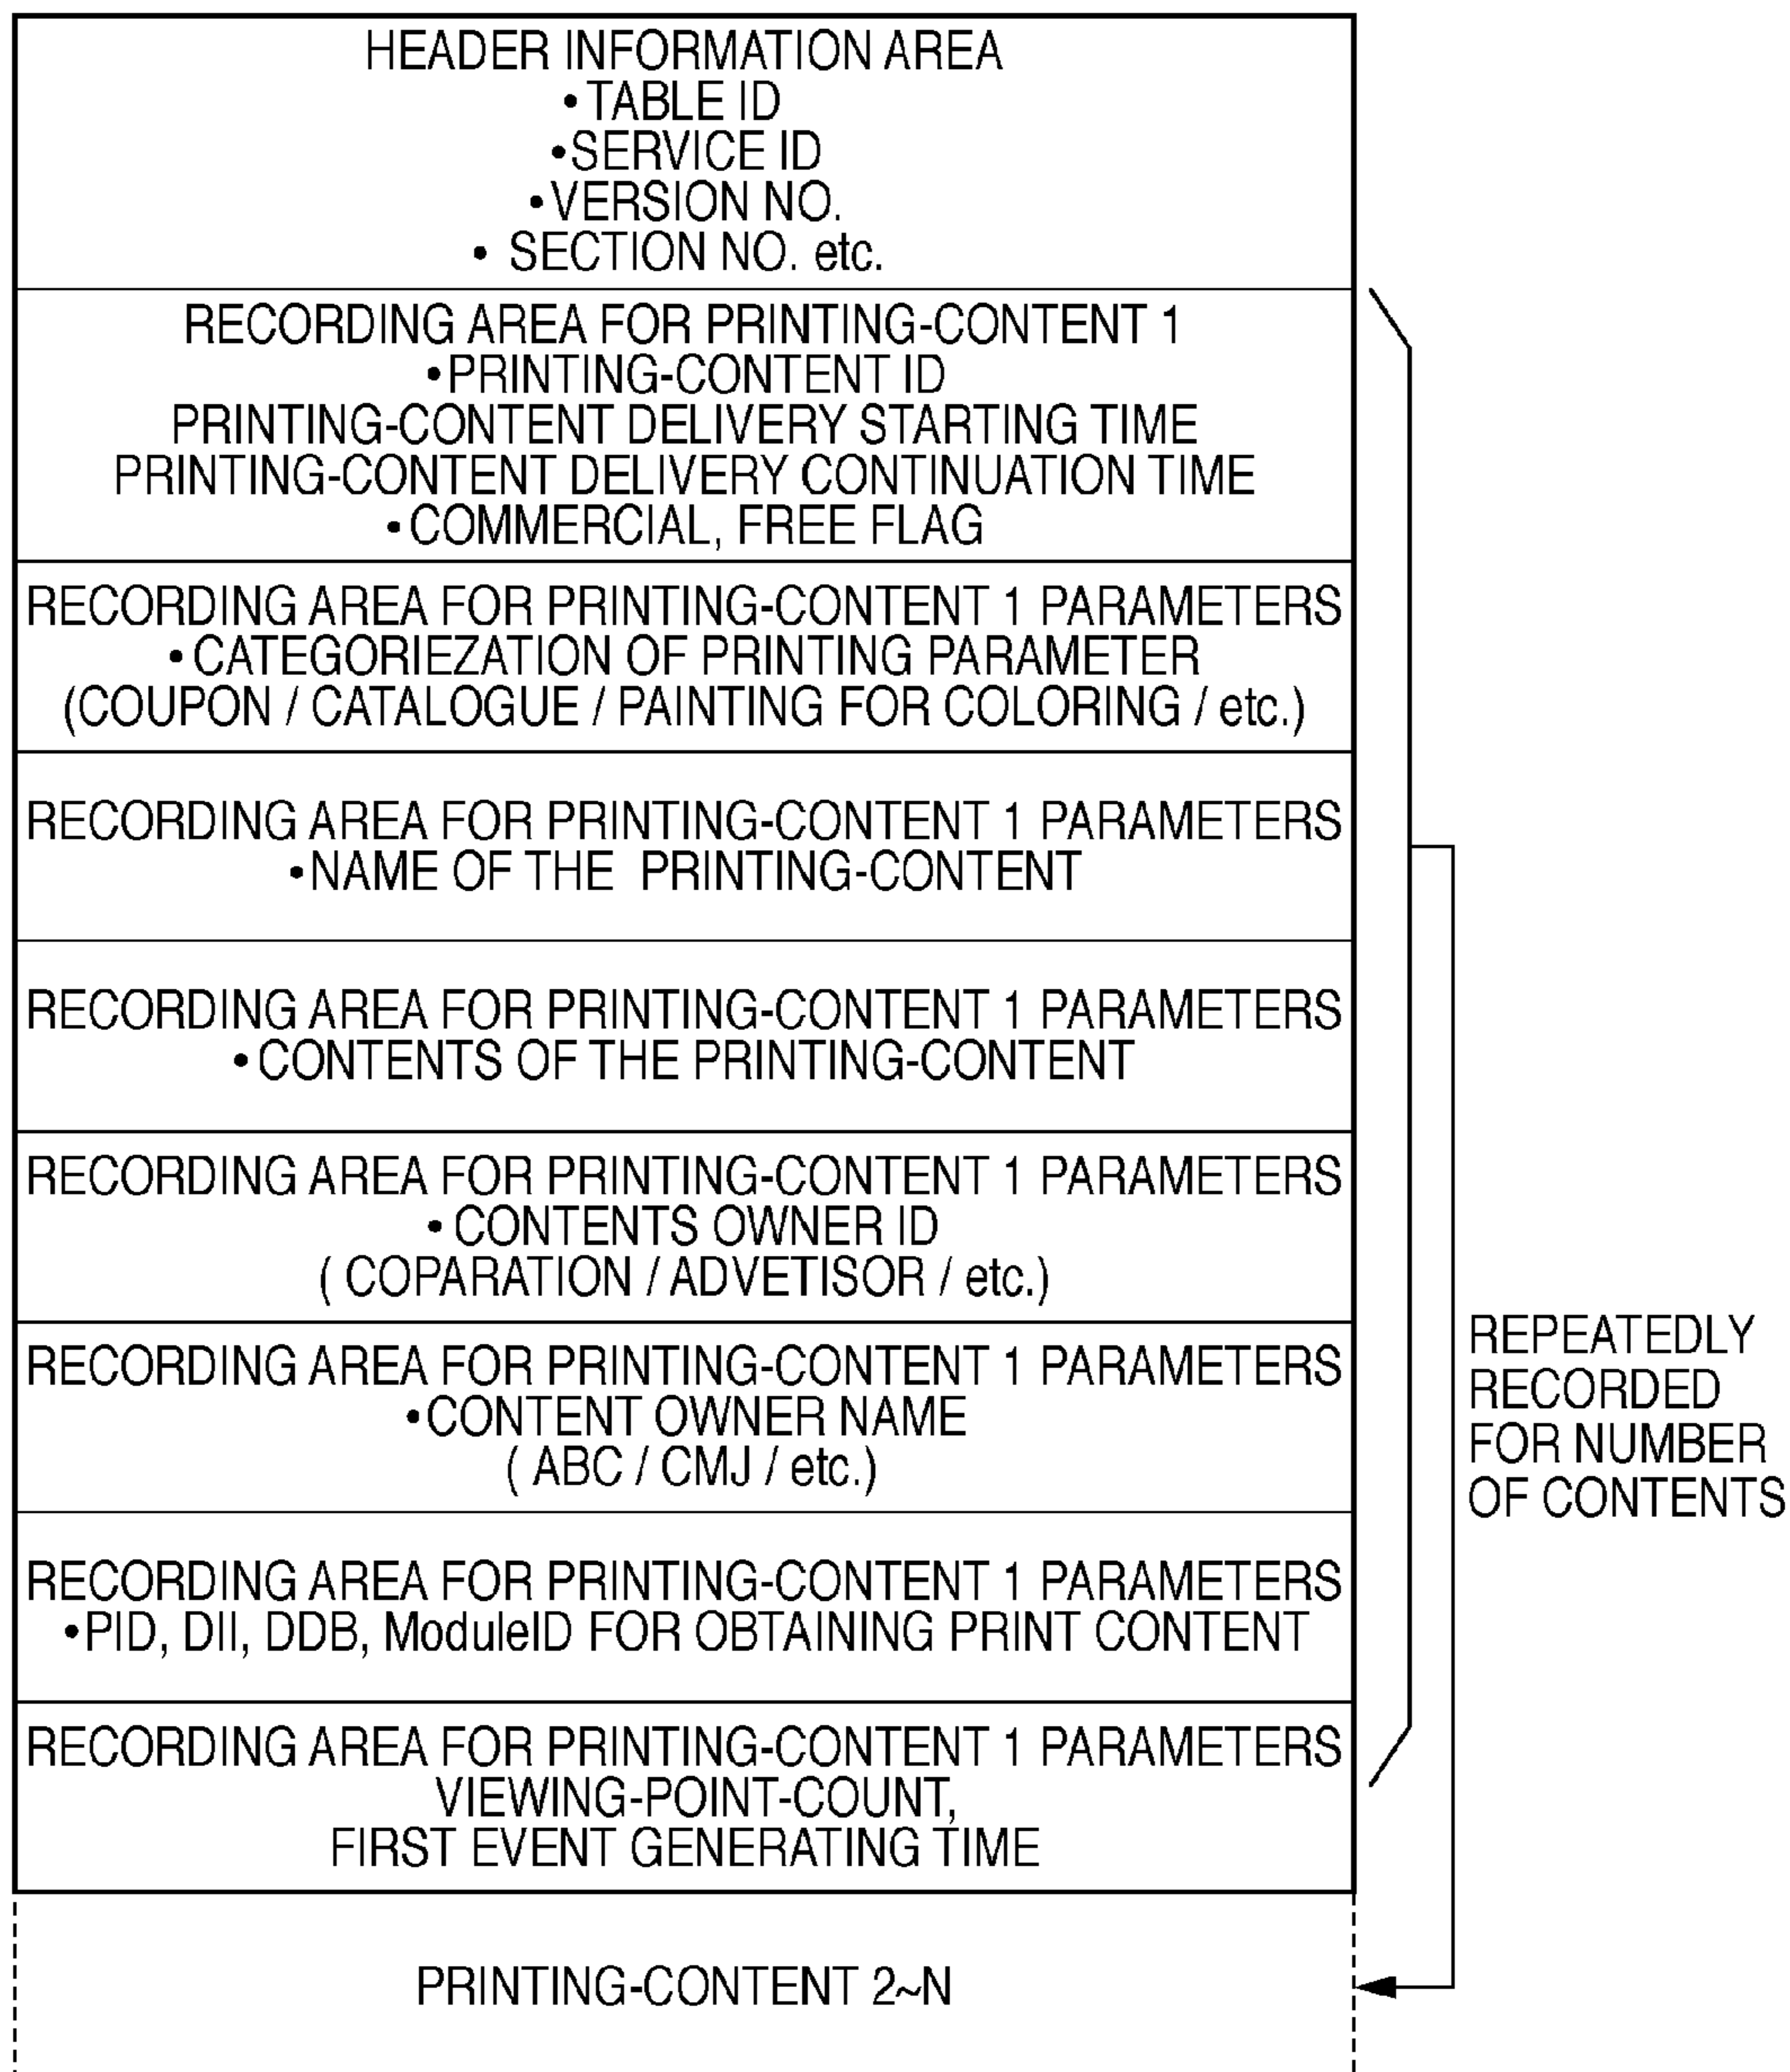 HEADER INFORMATION AREA
•TABLE ID
•SERVICE ID
•VERSION NO.
• SECTION NO. etc.
RECORDING AREA FOR PRINTING-CONTENT 1
•PRINTING-CONTENT ID
PRINTING-CONTENT DELIVERY STARTING TIME
PRINTING-CONTENT DELIVERY CONTINUATION TIME
•COMMERCIAL, FREE FLAG
RECORDING AREA FOR PRINTING-CONTENT 1 PARAMETERS
•CATEGORIEZATION OF PRINTING PARAMETER
(COUPON / CATALOGUE / PAINTING FOR COLORING / etc.)
RECORDING AREA FOR PRINTING-CONTENT 1 PARAMETERS
•NAME OF THE PRINTING-CONTENT
RECORDING AREA FOR PRINTING-CONTENT 1 PARAMETERS
•CONTENTS OF THE PRINTING-CONTENT
RECORDING AREA FOR PRINTING-CONTENT 1 PARAMETERS
• CONTENTS OWNER ID
( COPARATION / ADVETISOR / etc.)
RECORDING AREA FOR PRINTING-CONTENT 1 PARAMETERS
•CONTENT OWNER NAME
( ABC / CMJ / etc.)
RECORDING AREA FOR PRINTING-CONTENT 1 PARAMETERS
•PID, DII, DDB, ModuleID FOR OBTAINING PRINT CONTENT
RECORDING AREA FOR PRINTING-CONTENT 1 PARAMETERS
VIEWING-POINT-COUNT,
FIRST EVENT GENERATING TIME
PRINTING-CONTENT 2~N
REPEATEDLY
RECORDED
FOR NUMBER
OF CONTENTS